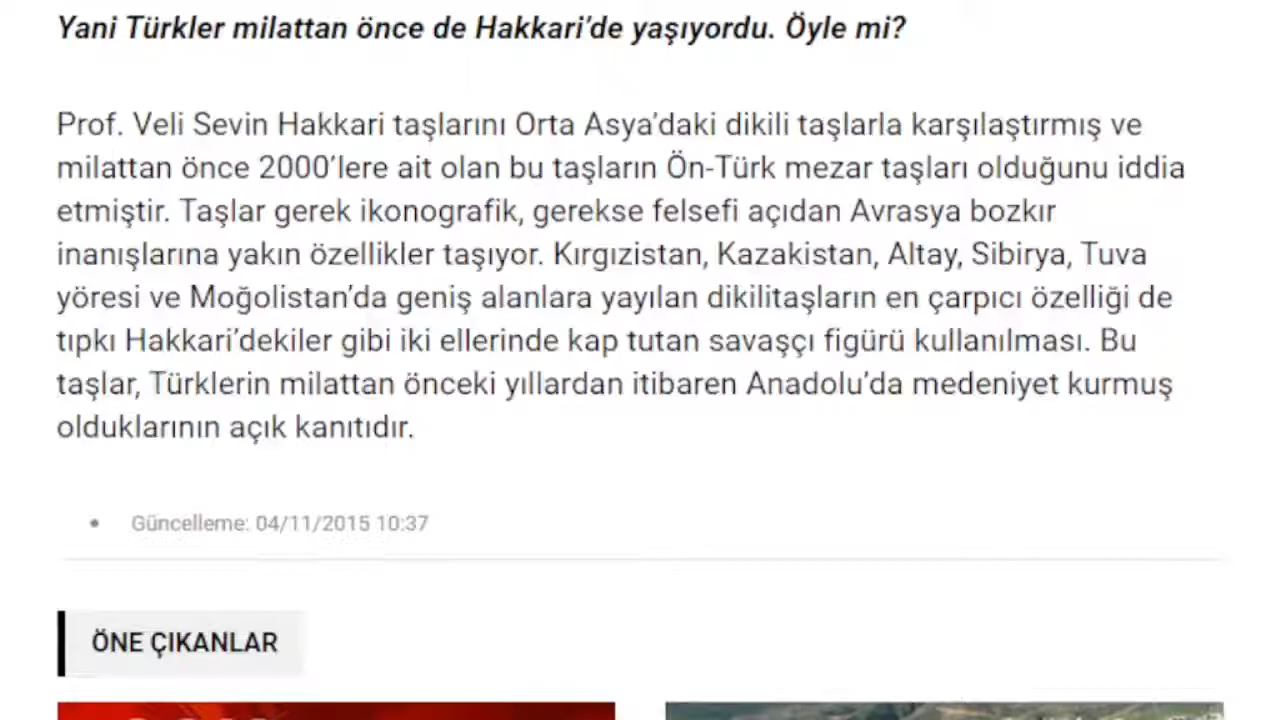 Yani Türkler milattan önce de Hakkari’de yaşıyordu. Öyle mi?
Prof. Veli Sevin Hakkari taşlarını Orta Asya’daki dikili taşlarla karşılaştırmış ve
milattan önce 2000’lere ait olan bu taşların Ön-Türk mezar taşları olduğunu iddia
etmiştir. Taşlar gerek ikonografik, gerekse felsefi açıdan Avrasya bozkır
inanışlarına yakın özellikler taşıyor. Kırgızistan, Kazakistan, Altay, Sibirya, Tuva
yöresi ve Moğolistan’da geniş alanlara yayılan dikilitaşların en çarpıcı özelliği de
tıpkı Hakkari’dekiler gibi iki ellerinde kap tutan savaşçı figürü kullanılması. Bu
taşlar, Türklerin milattan önceki yıllardan itibaren Anadolu’da medeniyet kurmuş
olduklarının açık kanıtıdır.
• Güncelleme: 04/11/2015 10:37
ÖNE ÇIKANLAR